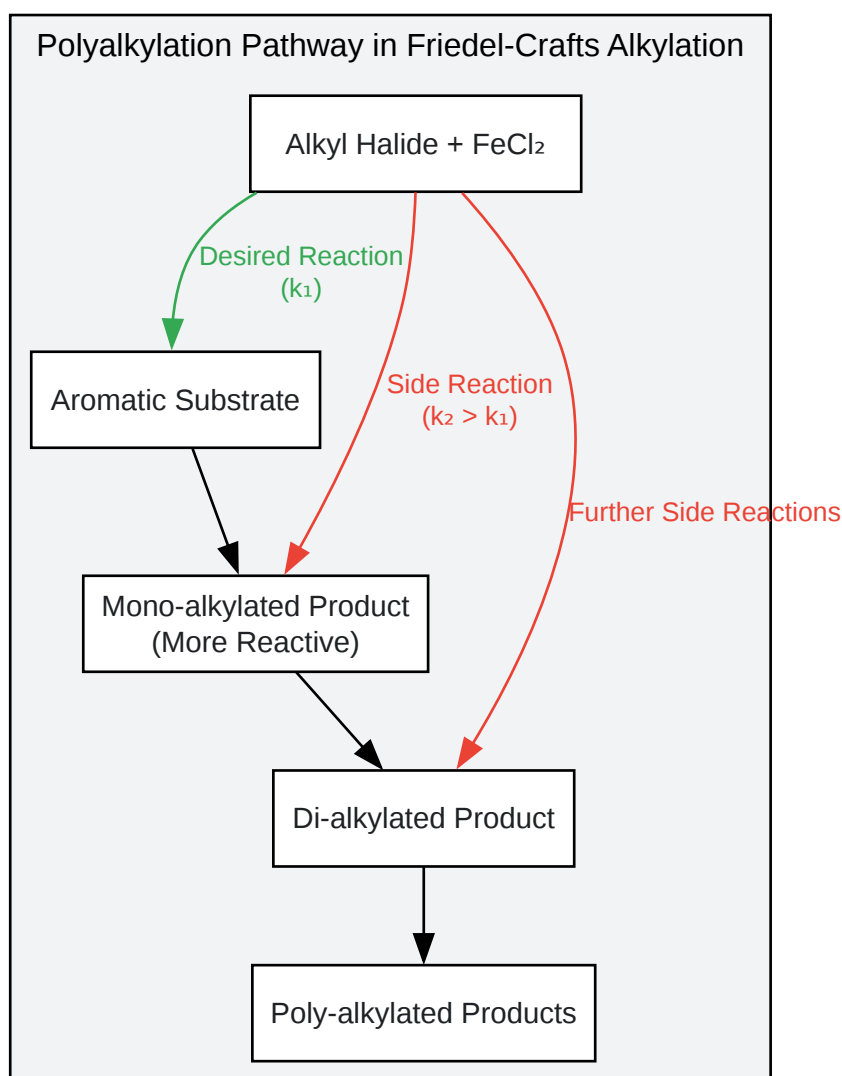 Polyalkylation Pathway in Friedel-Crafts Alkylation
Alkyl Halide + FeCl₂
Desired Reaction
(k₁)
Aromatic Substrate
Side Reaction
(k₂ > k₁)
Further Side Reactions
Mono-alkylated Product
(More Reactive)
Di-alkylated Product
Poly-alkylated Products